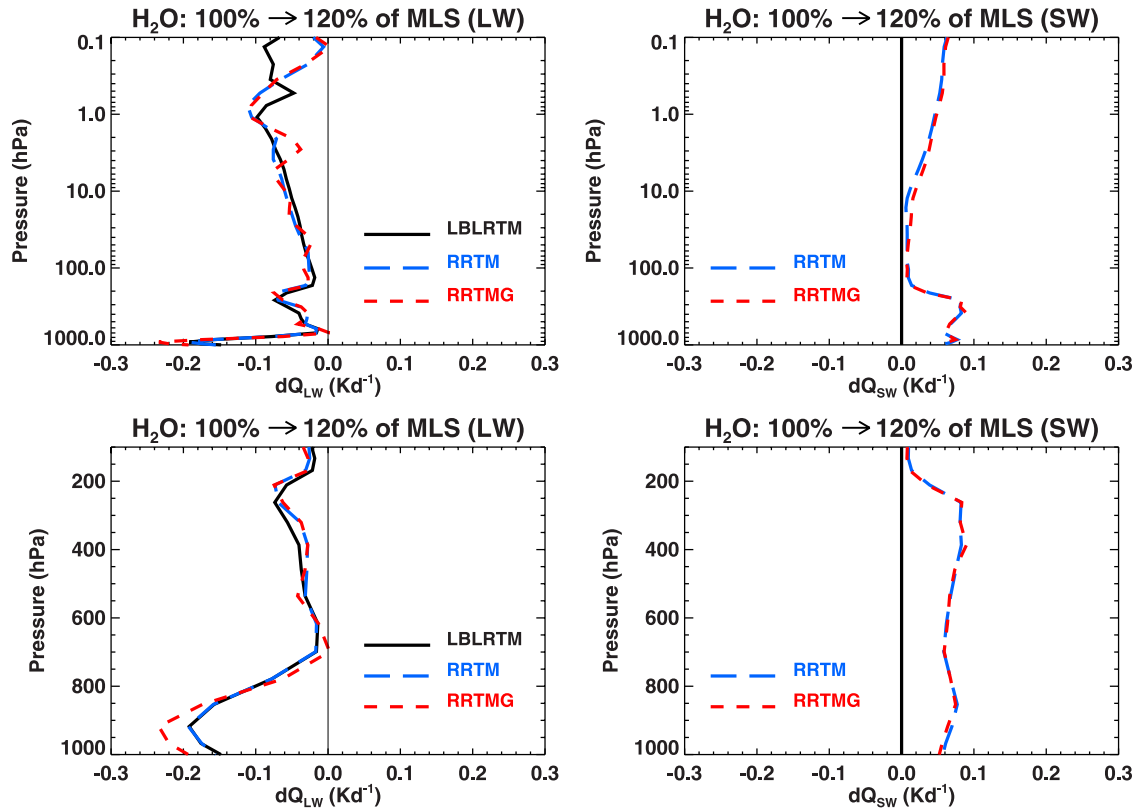 H₂O: 100% → 120% of MLS (LW)
0.1
1.0
10.0
100.0
1000.0
Pressure (hPa)
LBLRTM
RRTM
RRTMG
-0.3 -0.2 -0.1 0.0 0.1 0.2 0.3
dQLW (Kd⁻¹)
H₂O: 100% → 120% of MLS (SW)
0.1
1.0
10.0
100.0
1000.0
Pressure (hPa)
RRTM
RRTMG
-0.3 -0.2 -0.1 0.0 0.1 0.2 0.3
dQSW (Kd⁻¹)
H₂O: 100% → 120% of MLS (LW)
200
400
600
800
1000
Pressure (hPa)
LBLRTM
RRTM
RRTMG
-0.3 -0.2 -0.1 0.0 0.1 0.2 0.3
dQLW (Kd⁻¹)
H₂O: 100% → 120% of MLS (SW)
200
400
600
800
1000
Pressure (hPa)
RRTM
RRTMG
-0.3 -0.2 -0.1 0.0 0.1 0.2 0.3
dQSW (Kd⁻¹)